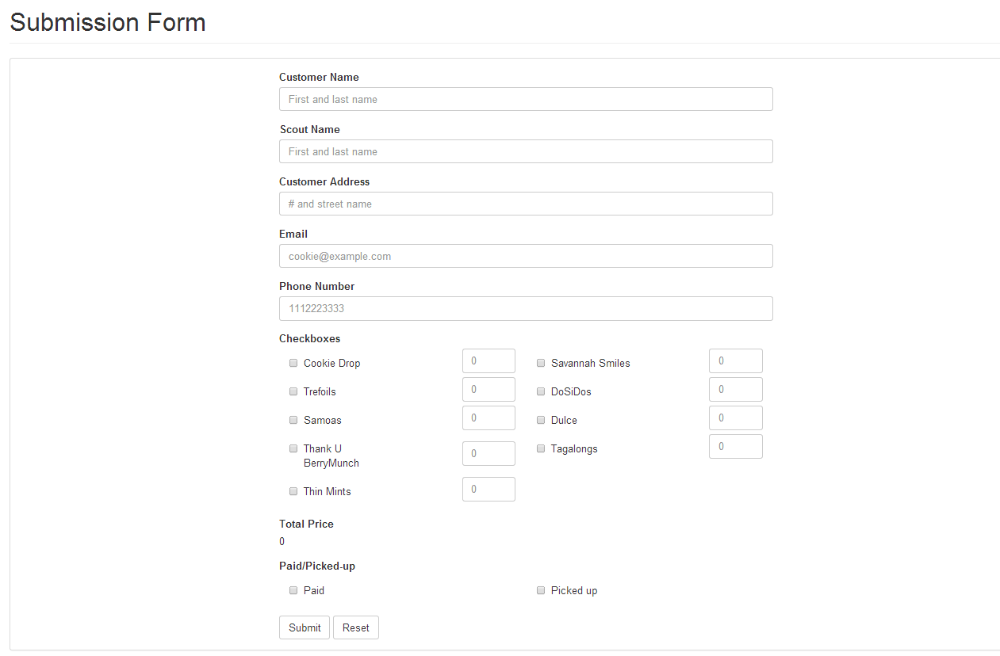 Submission Form
Customer Name
First and last name
Scout Name
First and last name
Customer Address
# and street name
Email
cookie@example.com
Phone Number
1112223333
Checkboxes
Cookie Drop 0 Savannah Smiles 0
Trefoils 0 DoSiDos 0
Samoas 0 Dulce 0
Thank U 0 Tagalongs 0
BerryMunch
Thin Mints 0
Total Price
0
Paid/Picked-up
Paid Picked up
Submit Reset